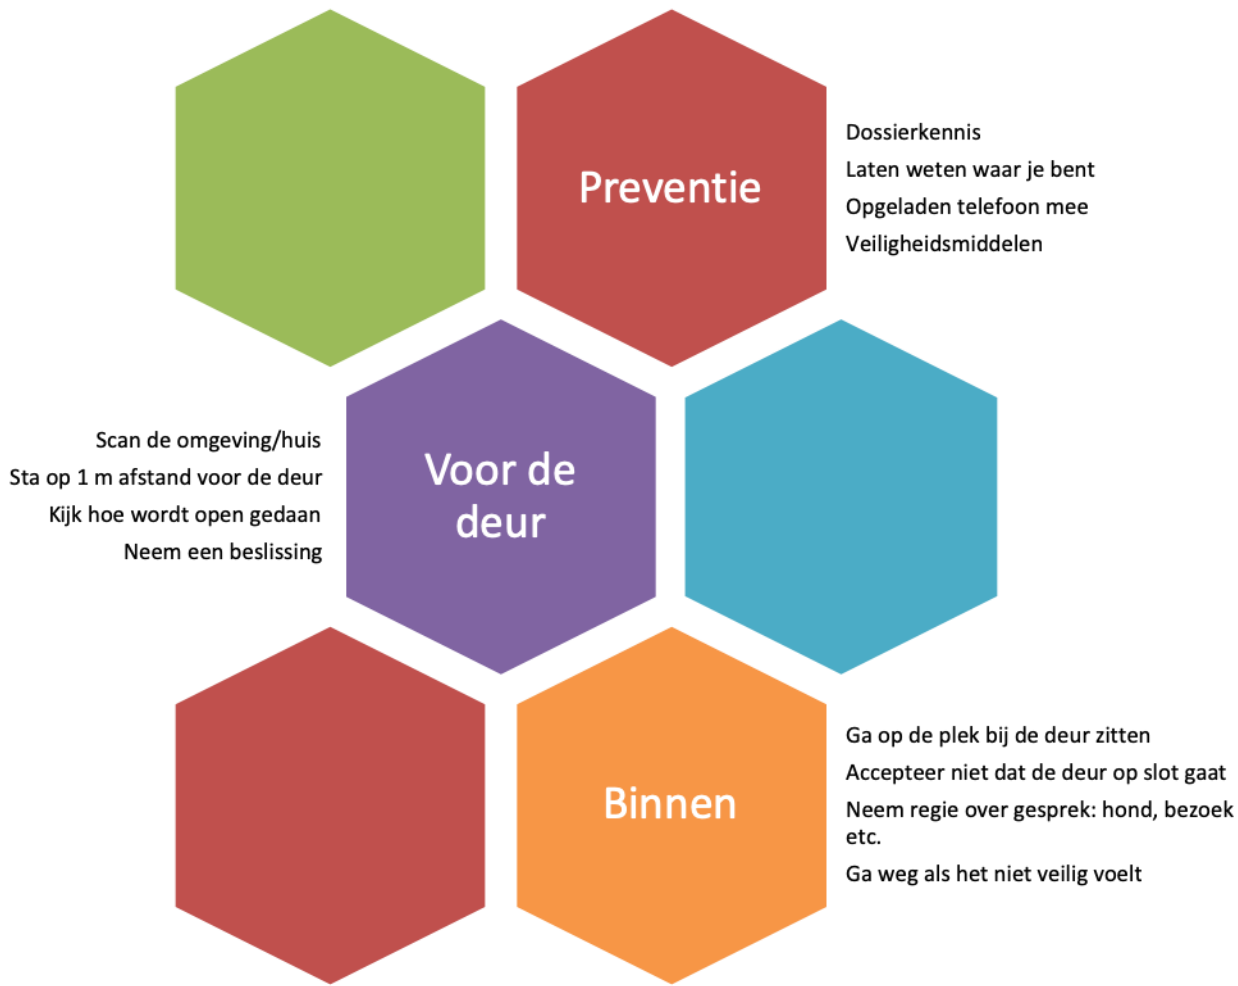 Preventie
Dossierkennis
Laten weten waar je bent
Opgeladen telefoon mee
Veiligheidsmiddelen
Voor de
deur
Scan de omgeving/huis
Sta op 1 m afstand voor de deur
Kijk hoe wordt open gedaan
Neem een beslissing
Binnen
Ga op de plek bij de deur zitten
Accepteer niet dat de deur op slot gaat
Neem regie over gesprek: hond, bezoek
etc.
Ga weg als het niet veilig voelt